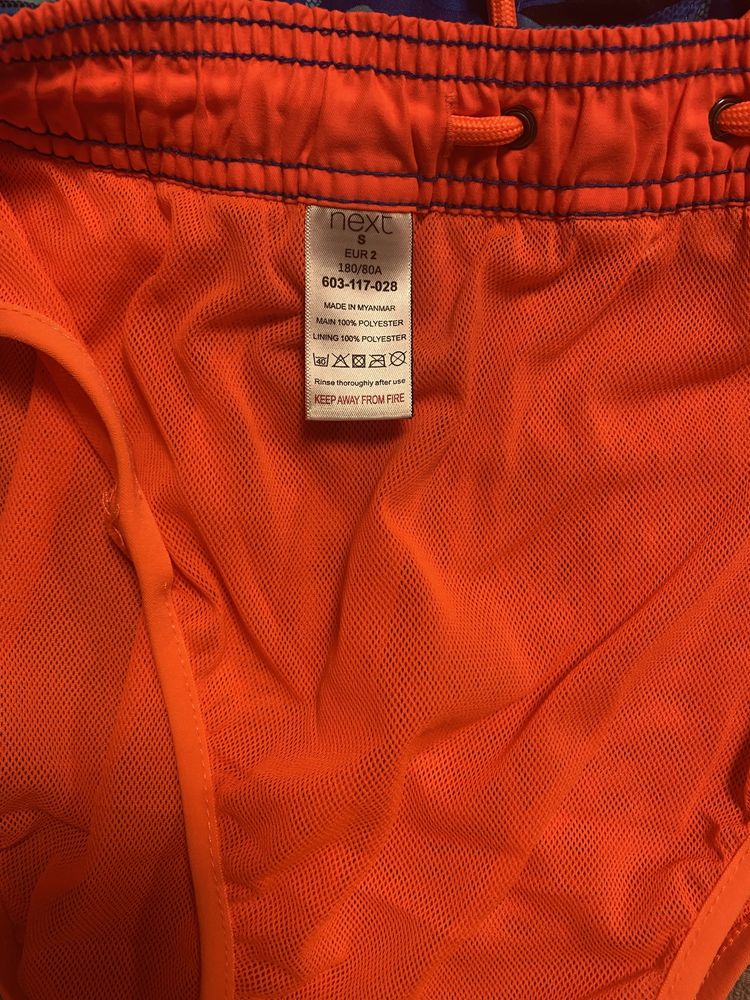 next
S
EUR 2
180/80A
603-117-028
MADE IN MYANMAR
MAIN 100% POLYESTER
LINING 100% POLYESTER
40
Rinse thoroughly after use
KEEP AWAY FROM FIRE